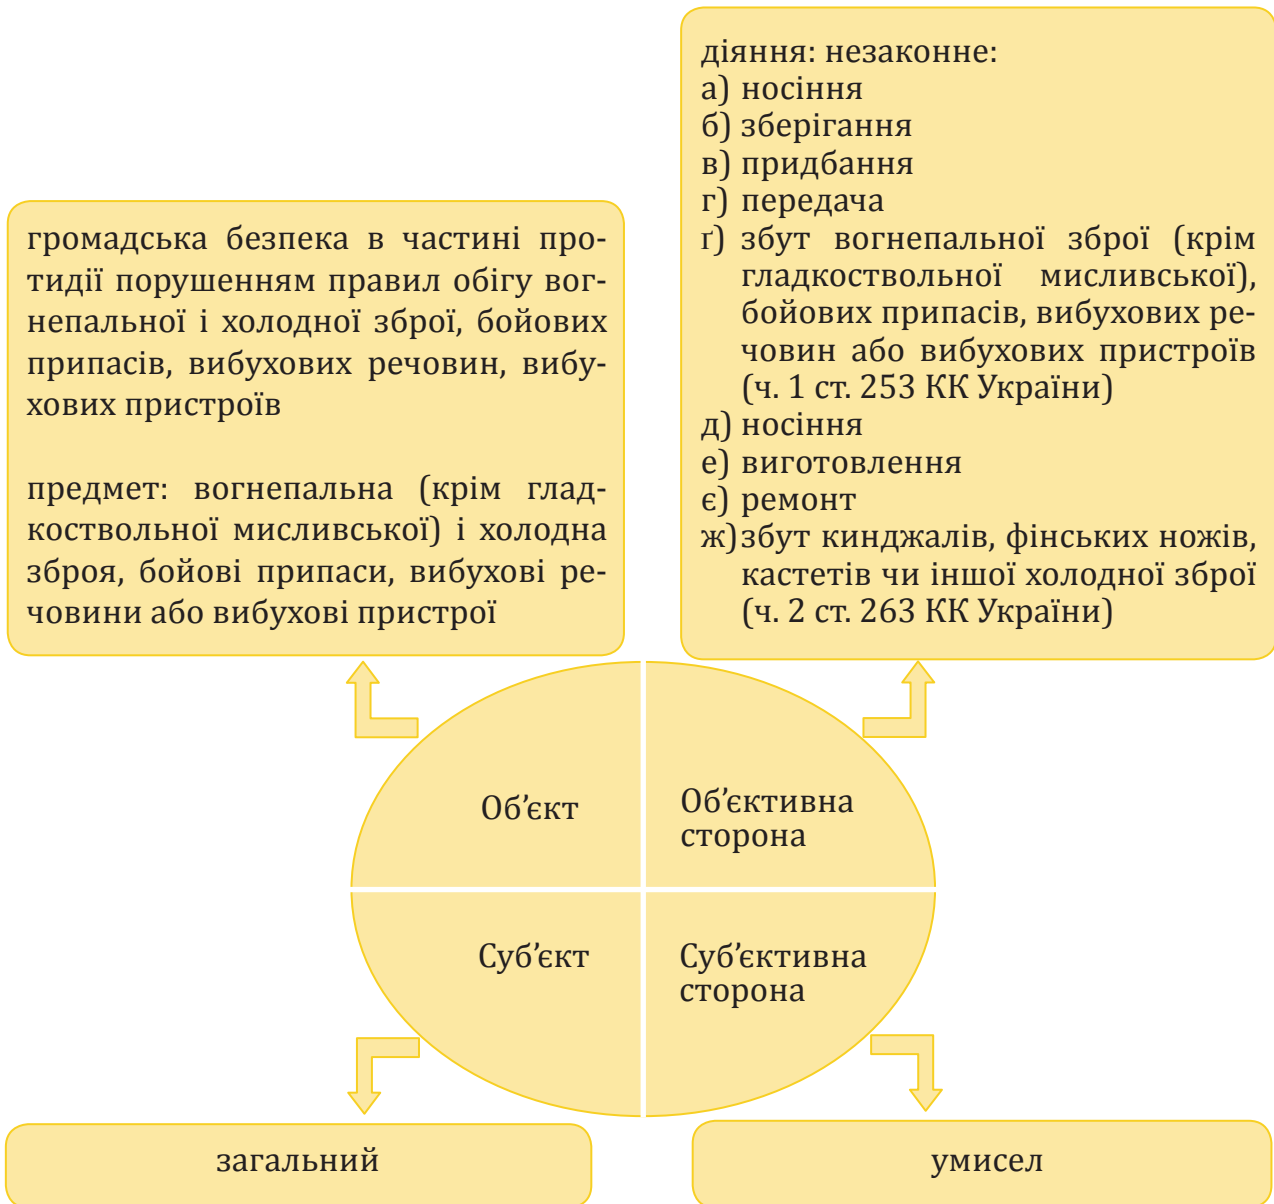 громадська безпека в частині про-
тидії порушенням правил обігу вог-
непальної і холодної зброї, бойових
припасів, вибухових речовин, вибу-
хових пристроїв
предмет: вогнепальна (крім глад-
коствольної мисливської) і холодна
зброя, бойові припаси, вибухові ре-
човини або вибухові пристрої
діяння: незаконне:
а) носіння
б) зберігання
в) придбання
г) передача
ґ) збут вогнепальної зброї (крім
гладкоствольної мисливської),
бойових припасів, вибухових ре-
човин або вибухових пристроїв
(ч. 1 ст. 253 КК України)
д) носіння
е) виготовлення
є) ремонт
ж) збут кинджалів, фінських ножів,
кастетів чи іншої холодної зброї
(ч. 2 ст. 263 КК України)
Об’єкт
Об’єктивна
сторона
Суб’єкт
Суб’єктивна
сторона
загальний
умисел